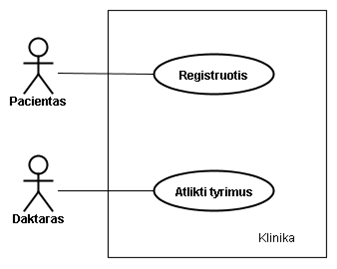 Registruotis
Pacientas
Atlikti tyrimus
Daktaras
Klinika